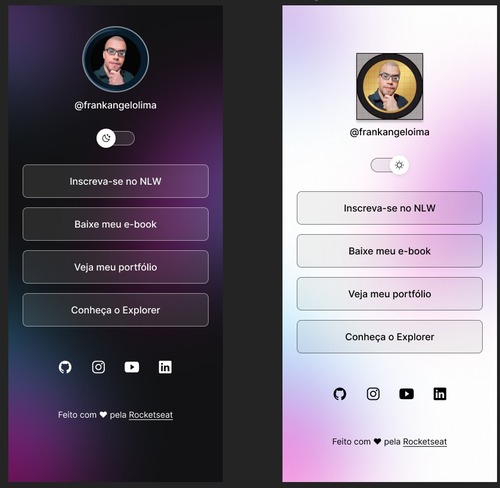 @frankangelolima
Inscreva-se no NLW
Baixe meu e-book
Veja meu portfólio
Conheça o Explorer
Feito com ♥ pela Rocketseat
@frankangeloima
Inscreva-se no NLW
Baixe meu e-book
Veja meu portfólio
Conheça o Explorer
Feito com ♥ pela Rocketseat